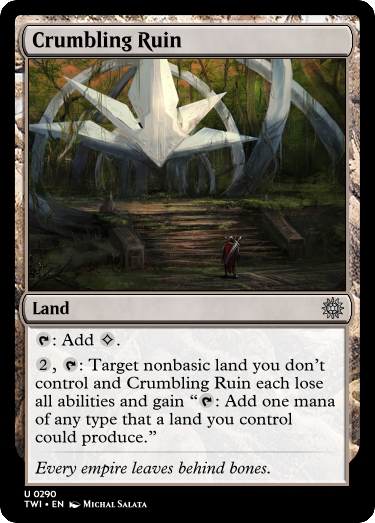 Crumbling Ruin
Land
: Add .
2, : Target nonbasic land you don't
control and Crumbling Ruin each lose
all abilities and gain “: Add one mana
of any type that a land you control
could produce.”
Every empire leaves behind bones.
U 0290
TWI • EN Michal Salata